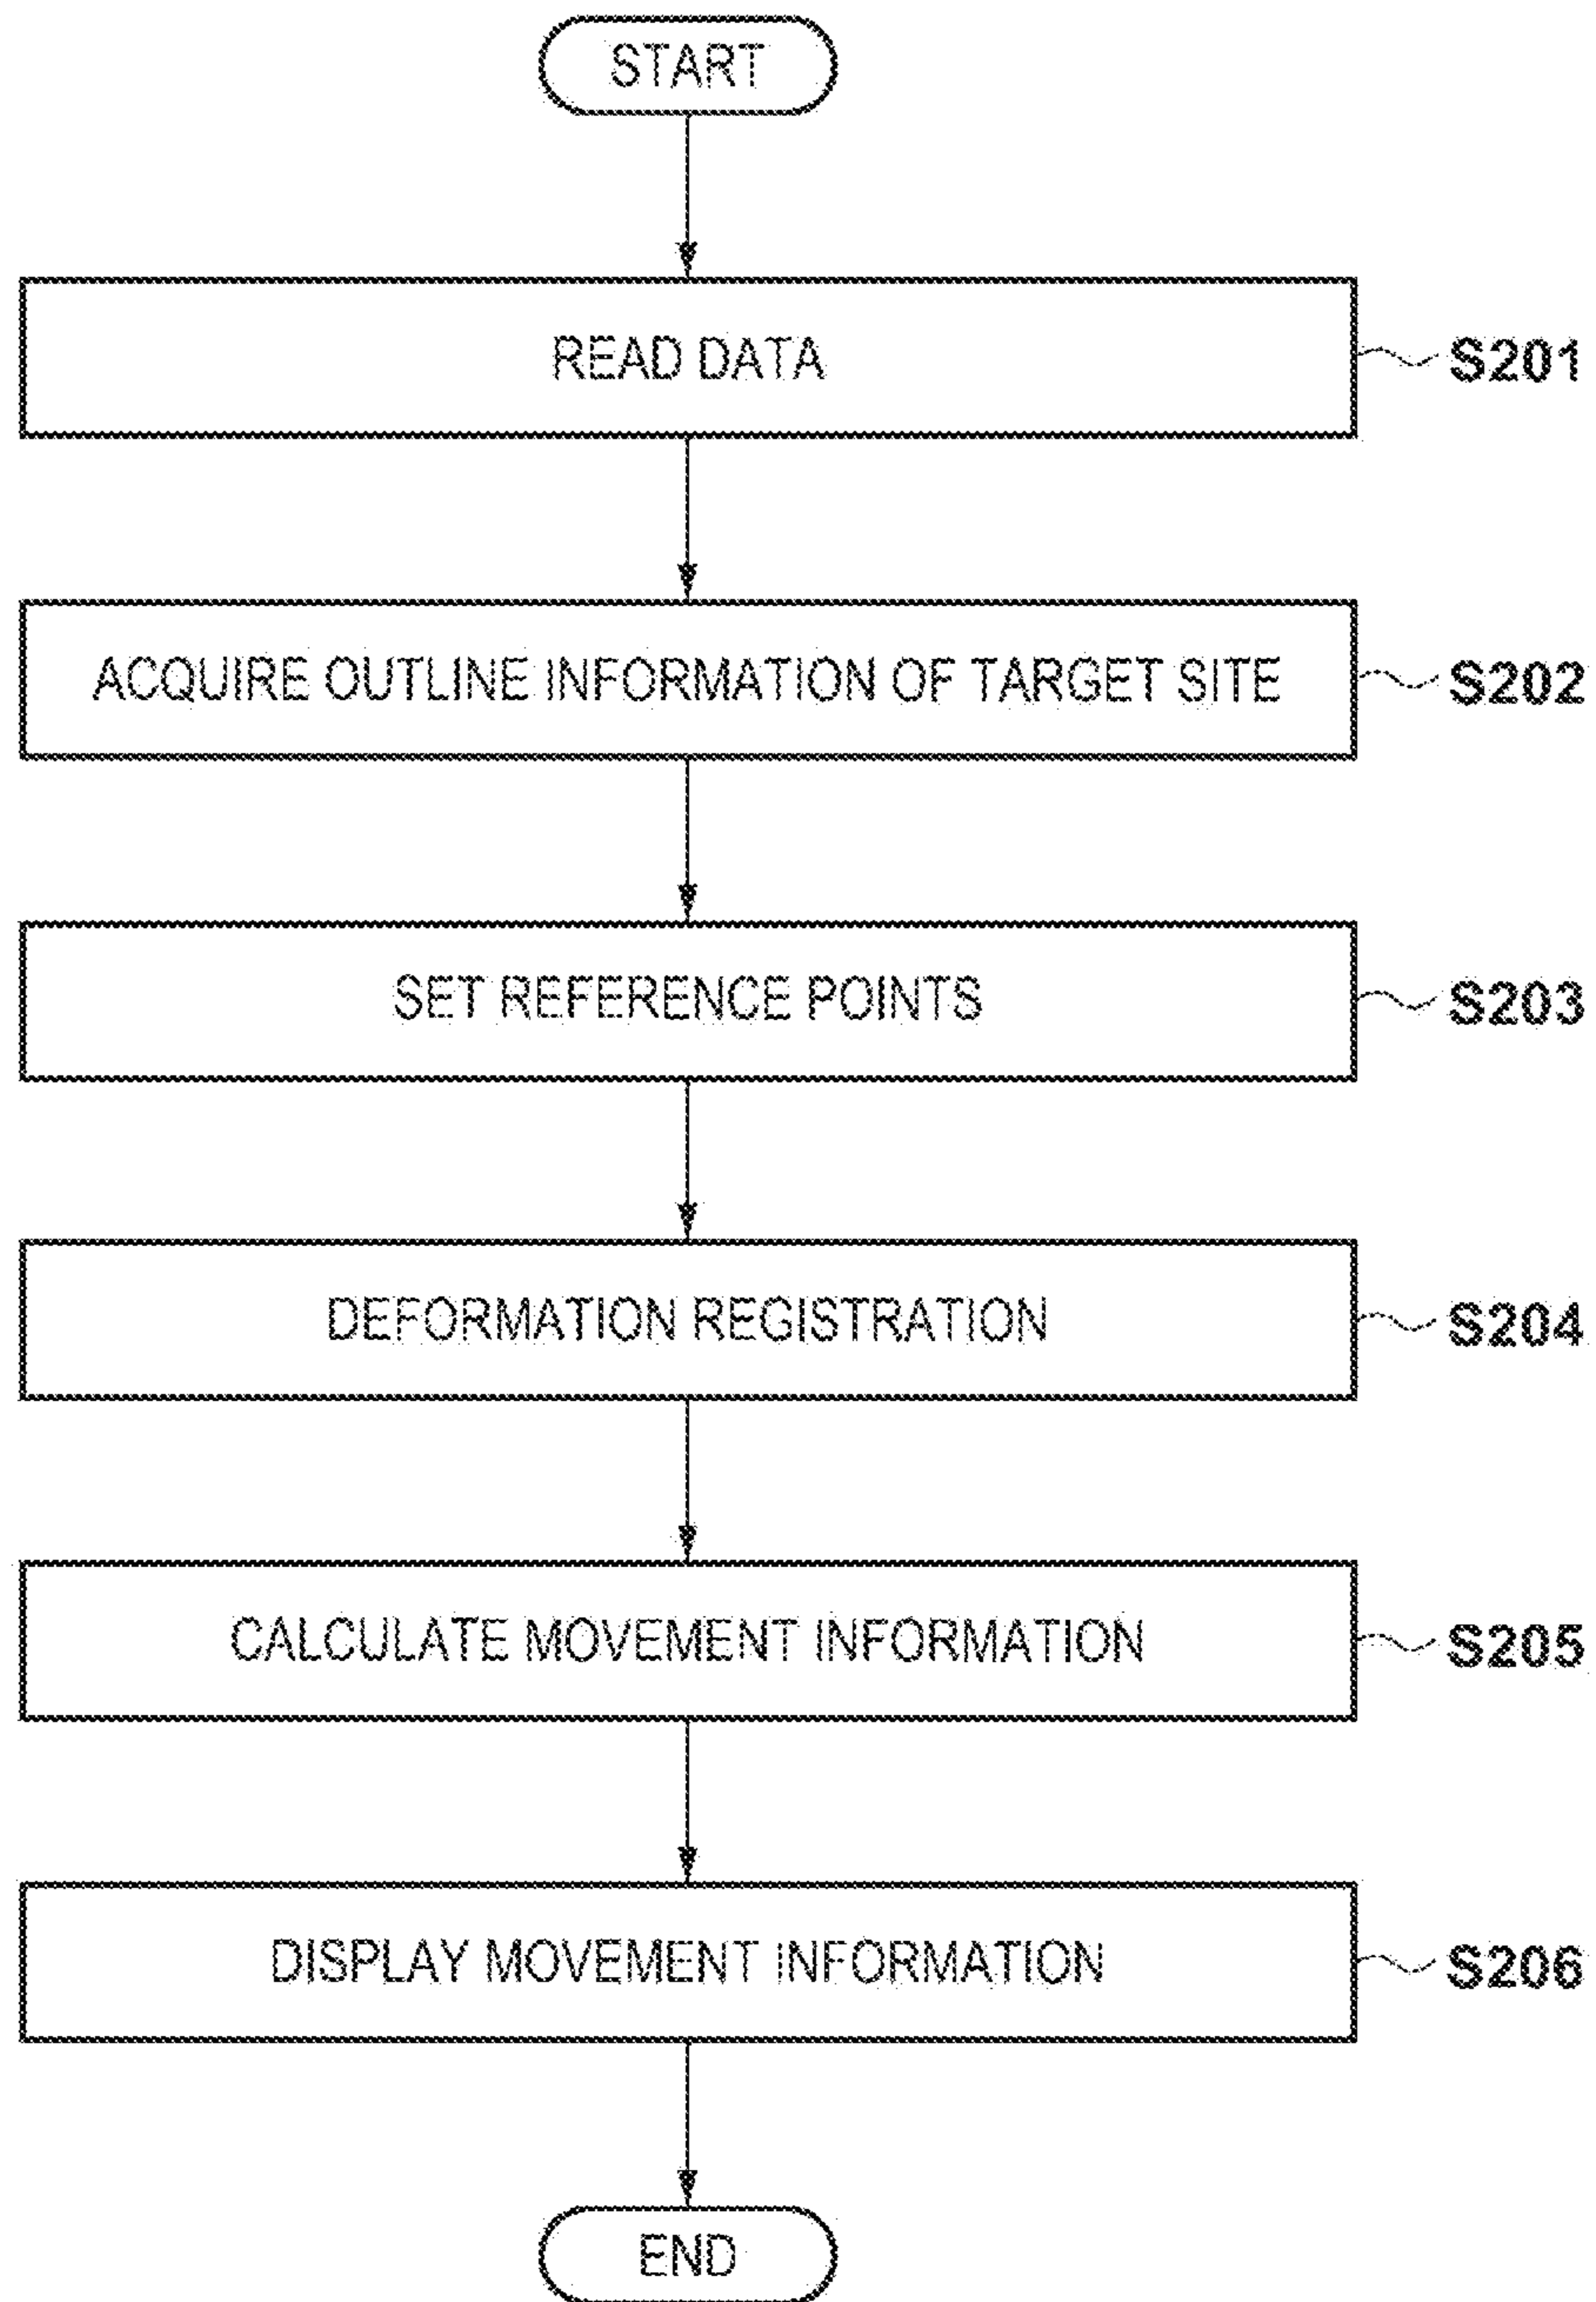 START
READ DATA
S201
ACQUIRE OUTLINE INFORMATION OF TARGET SITE
S202
SET REFERENCE POINTS
S203
DEFORMATION REGISTRATION
S204
CALCULATE MOVEMENT INFORMATION
S205
DISPLAY MOVEMENT INFORMATION
S206
END